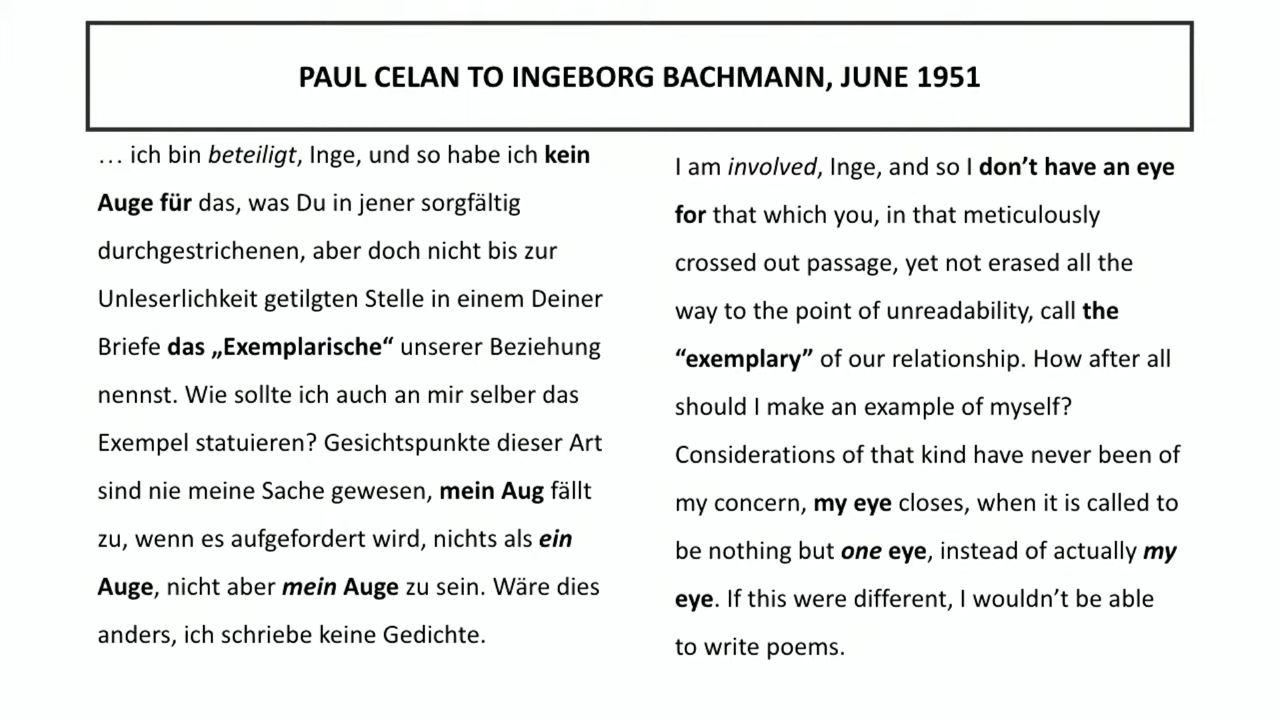 PAUL CELAN TO INGEBORG BACHMANN, JUNE 1951
… ich bin beteiligt, Inge, und so habe ich kein
Auge für das, was Du in jener sorgfältig
durchgestrichenen, aber doch nicht bis zur
Unleserlichkeit getilgten Stelle in einem Deiner
Briefe das „Exemplarische“ unserer Beziehung
nennst. Wie sollte ich auch an mir selber das
Exempel statuieren? Gesichtspunkte dieser Art
sind nie meine Sache gewesen, mein Aug fällt
zu, wenn es aufgefordert wird, nichts als ein
Auge, nicht aber mein Auge zu sein. Wäre dies
anders, ich schriebe keine Gedichte.
I am involved, Inge, and so I don’t have an eye
for that which you, in that meticulously
crossed out passage, yet not erased all the
way to the point of unreadability, call the
“exemplary” of our relationship. How after all
should I make an example of myself?
Considerations of that kind have never been of
my concern, my eye closes, when it is called to
be nothing but one eye, instead of actually my
eye. If this were different, I wouldn’t be able
to write poems.